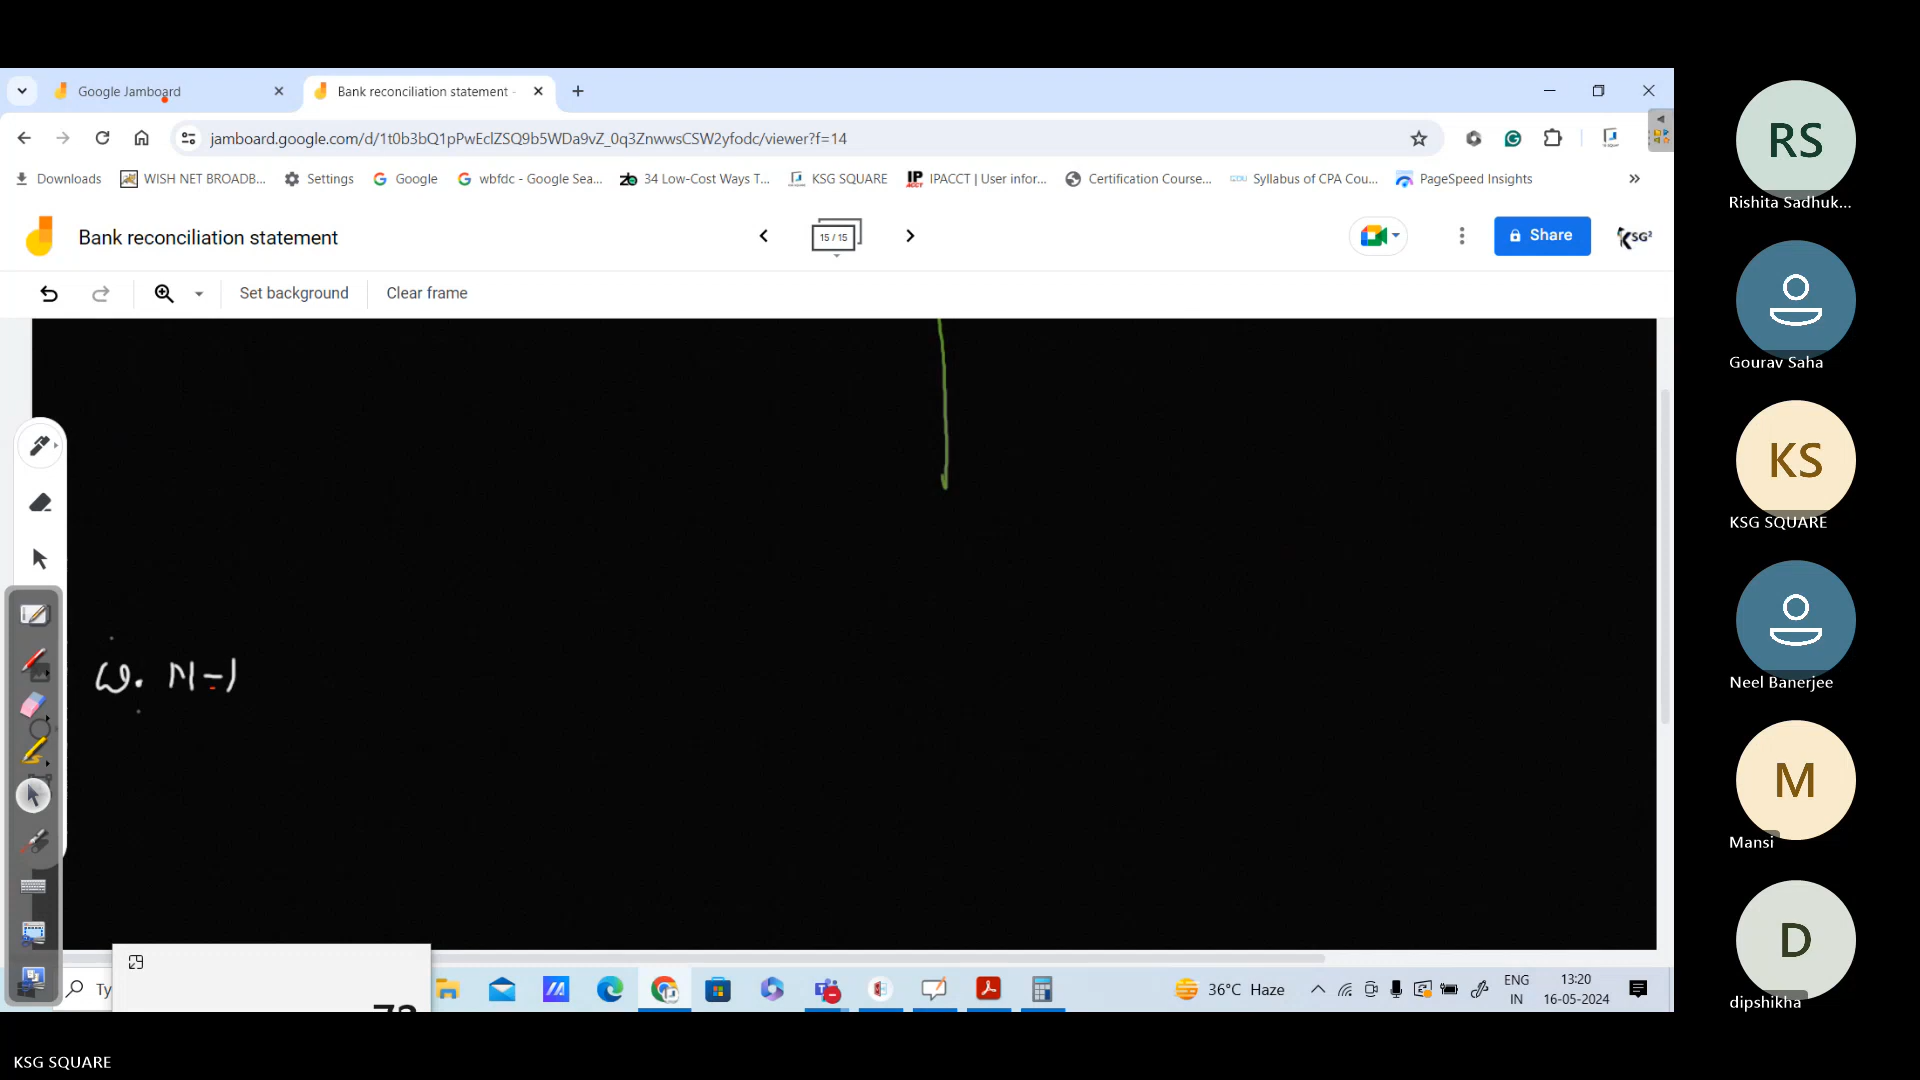 Google Jamboard
Bank reconciliation statement -
jamboard.google.com/d/1t0b3bQ1pPwEclZSQ9b5WDa9vZ_0q3ZnwwsCSW2yfodc/viewer?f=14
Downloads WISH NET BROADB... Settings Google wbfdc - Google Sea... 34 Low-Cost Ways T... KSG SQUARE IPACCT | User infor... Certification Course... Syllabus of CPA Cou... PageSpeed Insights
Bank reconciliation statement
15 / 15
Share
KSG²
Set background Clear frame
W. N-1
Ty
36°C Haze
ENG
IN
13:20
16-05-2024
RS
Rishita Sadhuk...
Gourav Saha
KS
KSG SQUARE
Neel Banerjee
M
Mansi
D
dipshikha
KSG SQUARE